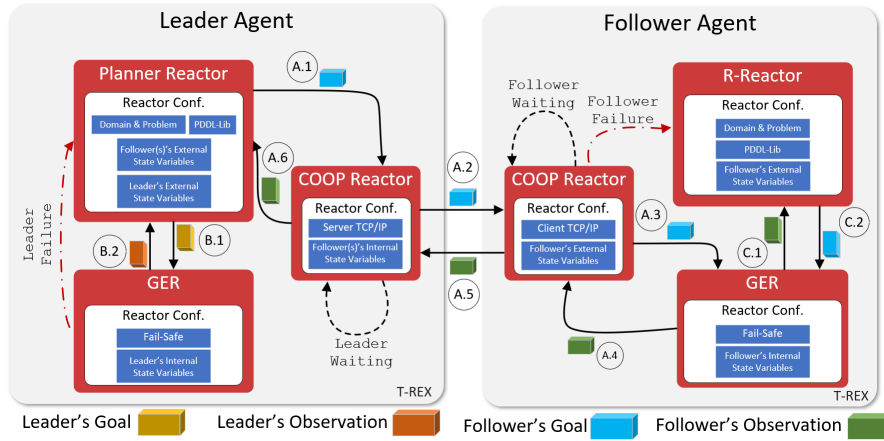 Leader Agent
Planner Reactor
Reactor Conf.
Domain & Problem
PDDL-Lib
Follower(s)'s External
State Variables
Leader's External
State Variables
A.1
A.6
COOP Reactor
Reactor Conf.
Server TCP/IP
Follower(s)'s Internal
State Variables
Leader
Waiting
Leader
Failure
B.2
B.1
GER
Reactor Conf.
Fail-Safe
Leader's Internal
State Variables
T-REX
A.2
A.5
Follower Agent
Follower
Waiting
Follower
Failure
COOP Reactor
Reactor Conf.
Client TCP/IP
Follower's External
State Variables
A.3
A.4
R-Reactor
Reactor Conf.
Domain & Problem
PDDL-Lib
Follower's External
State Variables
C.1
C.2
GER
Reactor Conf.
Fail-Safe
Follower's Internal
State Variables
T-REX
Leader's Goal
Leader's Observation
Follower's Goal
Follower's Observation